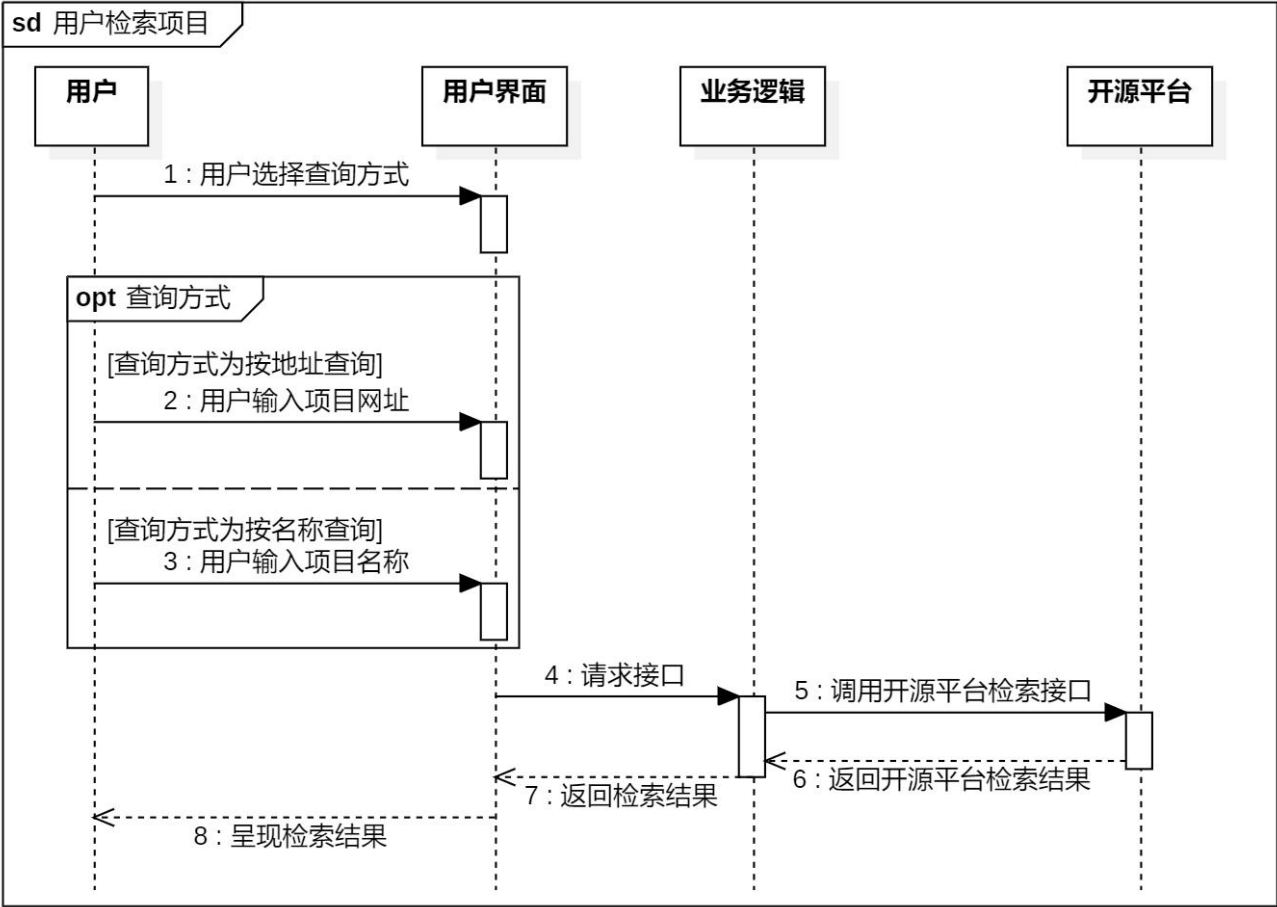 sd 用户检索项目
用户
用户界面
业务逻辑
开源平台
1 : 用户选择查询方式
opt 查询方式
[查询方式为按地址查询]
2 : 用户输入项目网址
[查询方式为按名称查询]
3 : 用户输入项目名称
4 : 请求接口
5 : 调用开源平台检索接口
6 : 返回开源平台检索结果
7 : 返回检索结果
8 : 呈现检索结果